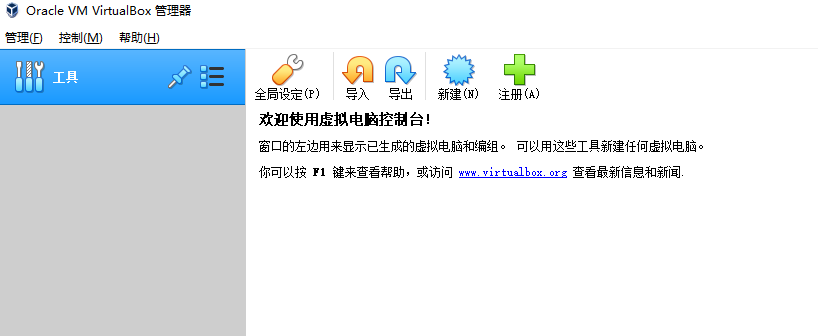 Oracle VM VirtualBox 管理器
管理(F) 控制(M) 帮助(H)
工具
全局设定(P) 导入 导出 新建(N) 注册(A)
欢迎使用虚拟电脑控制台!
窗口的左边用来显示已生成的虚拟电脑和编组。 可以用这些工具新建任何虚拟电脑。
你可以按 F1 键来查看帮助，或访问 www.virtualbox.org 查看最新信息和新闻.